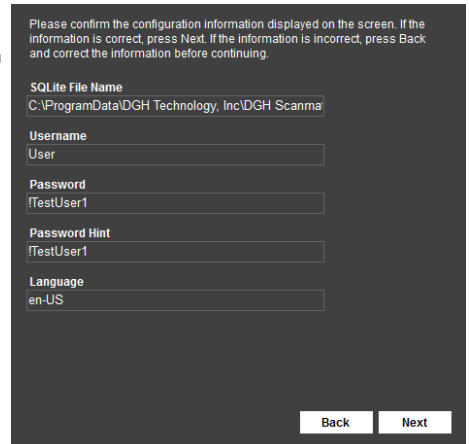 Please confirm the configuration information displayed on the screen. If the
information is correct, press Next. If the information is incorrect, press Back
and correct the information before continuing.
SQLite File Name
C:\ProgramData\DGH Technology, Inc\DGH Scanma
Username
User
Password
!TestUser1
Password Hint
!TestUser1
Language
en-US
Back Next